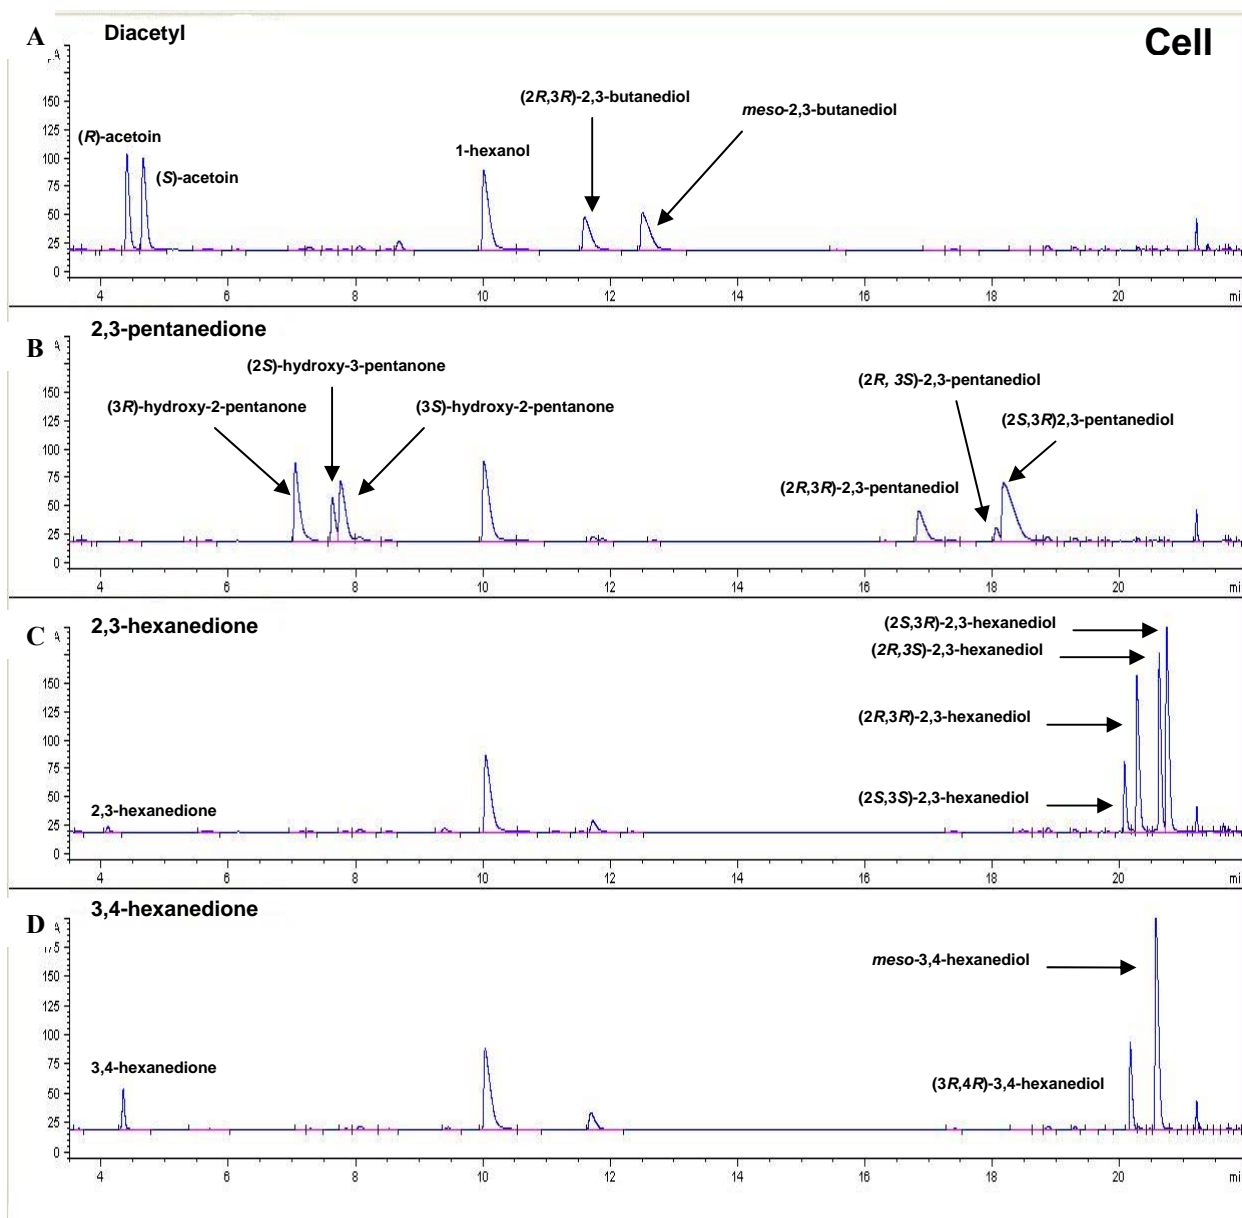 A
Diacetyl
Cell
(2R,3R)-2,3-butanediol
meso-2,3-butanediol
(R)-acetoin
1-hexanol
(S)-acetoin
150
125
100
75
50
25
0
4 6 8 10 12 14 16 18 20 mi
B
2,3-pentanedione
(2S)-hydroxy-3-pentanone
(2R, 3S)-2,3-pentanediol
(3R)-hydroxy-2-pentanone
(3S)-hydroxy-2-pentanone
(2S,3R)2,3-pentanediol
(2R,3R)-2,3-pentanediol
150
125
100
75
50
25
0
4 6 8 10 12 14 16 18 20 mi
C
2,3-hexanedione
(2S,3R)-2,3-hexanediol
(2R,3S)-2,3-hexanediol
(2R,3R)-2,3-hexanediol
(2S,3S)-2,3-hexanediol
2,3-hexanedione
150
125
100
75
50
25
0
4 6 8 10 12 14 16 18 20 mi
D
3,4-hexanedione
meso-3,4-hexanediol
3,4-hexanedione
(3R,4R)-3,4-hexanediol
175
150
100
75
50
25
0
4 6 8 10 12 14 16 18 20 mi